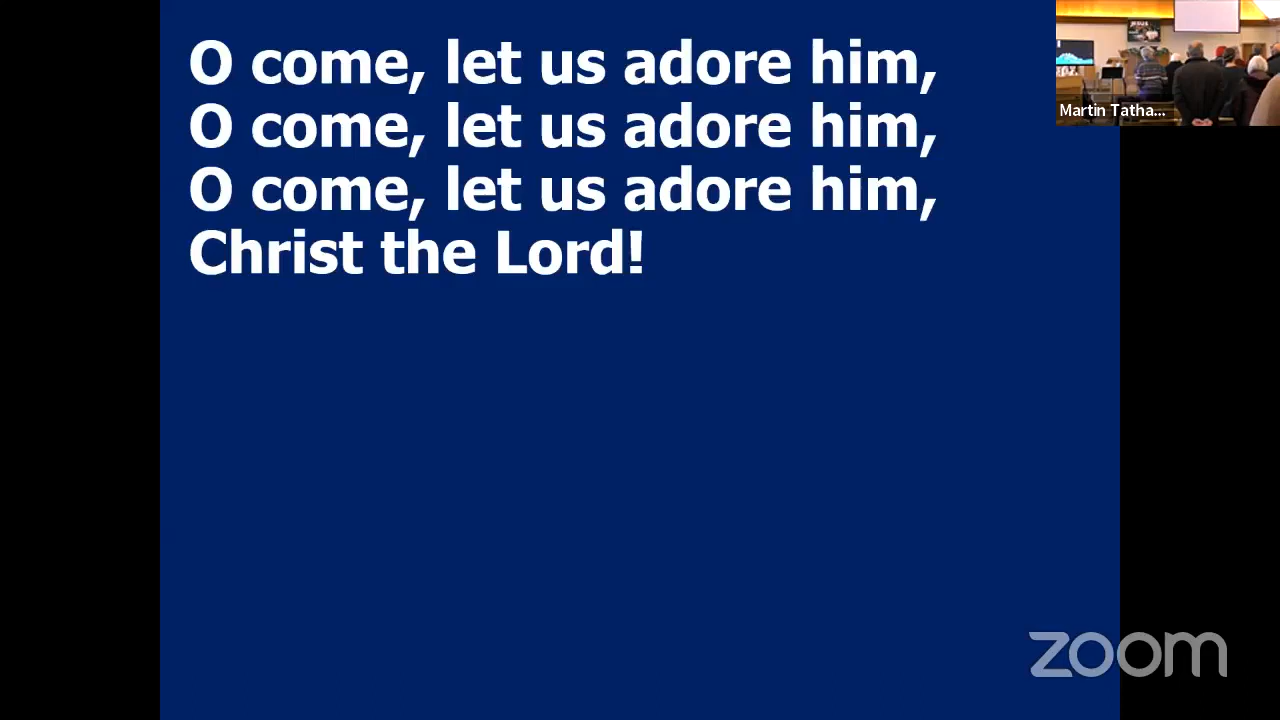 O come, let us adore him,
O come, let us adore him,
O come, let us adore him,
Christ the Lord!
Martin Tatha...
zoom